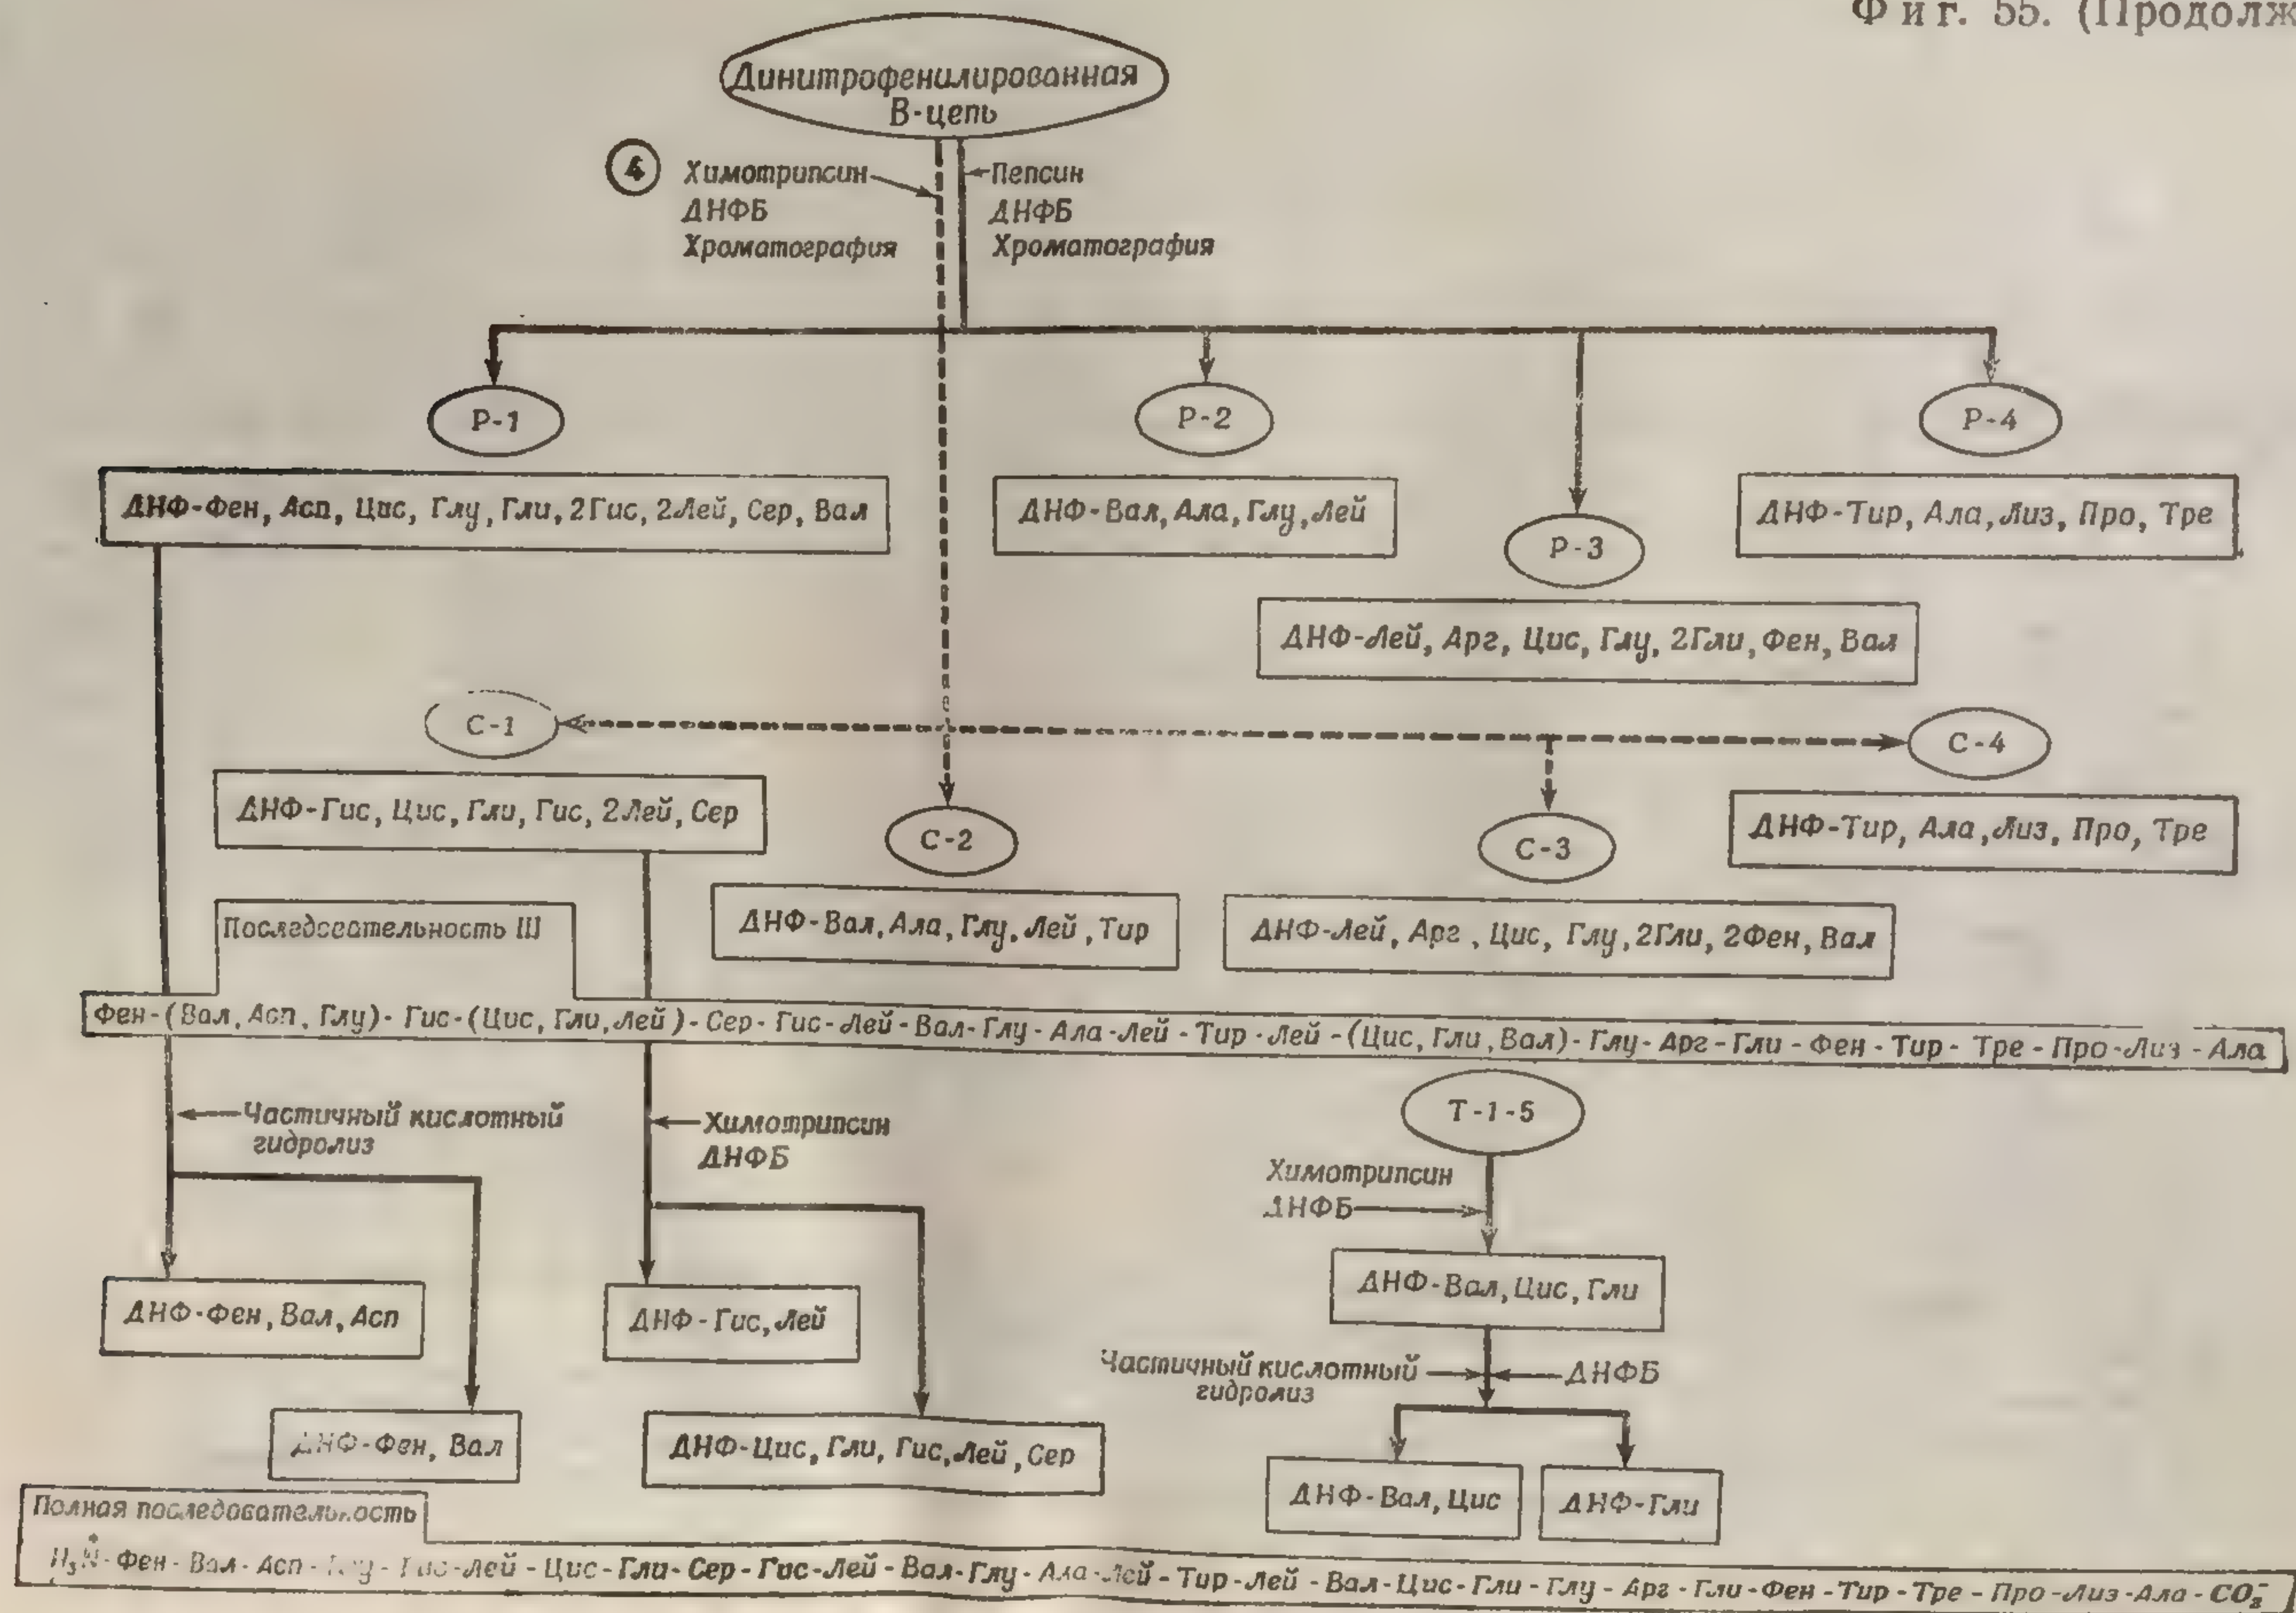 Фиг. 55. (Продолж
Динитрофенилированная
В-цепь
4
Химотрипсин
ДНФБ
Хроматография
Пепсин
ДНФБ
Хроматография
P-1
P-2
P-4
ДНФ-Фен, Асп, Цис, Глу, Гли, 2Гис, 2Лей, Сер, Вал
ДНФ-Вал, Ала, Глу, Лей
P-3
ДНФ-Тир, Ала, Лиз, Про, Тре
ДНФ-Лей, Арг, Цис, Глу, 2Гли, Фен, Вал
C-1
C-4
ДНФ-Гис, Цис, Гли, Гис, 2Лей, Сер
C-2
C-3
ДНФ-Тир, Ала, Лиз, Про, Тре
Последовательность III
ДНФ-Вал, Ала, Глу, Лей, Тир
ДНФ-Лей, Арг, Цис, Глу, 2Гли, 2Фен, Вал
Фен-(Вал, Асп, Глу)-Гис-(Цис, Гли, Лей)-Сер-Гис-Лей-Вал-Глу-Ала-Лей-Тир-Лей-(Цис, Гли, Вал)-Глу-Арг-Гли-Фен-Тир-Тре-Про-Лиз-Ала
T-1-5
Частичный кислотный
гидролиз
Химотрипсин
ДНФБ
Химотрипсин
ДНФБ
ДНФ-Фен, Вал, Асп
ДНФ-Гис, Лей
ДНФ-Вал, Цис, Гли
Частичный кислотный
гидролиз
ДНФБ
ДНФ-Фен, Вал
ДНФ-Цис, Гли, Гис, Лей, Сер
ДНФ-Вал, Цис
ДНФ-Гли
Полная последовательность
H₃N⁺-Фен-Вал-Асп-Глу-Гис-Лей-Цис-Гли-Сер-Гис-Лей-Вал-Глу-Ала-Лей-Тир-Лей-Вал-Цис-Гли-Глу-Арг-Гли-Фен-Тир-Тре-Про-Лиз-Ала-CO₂⁻